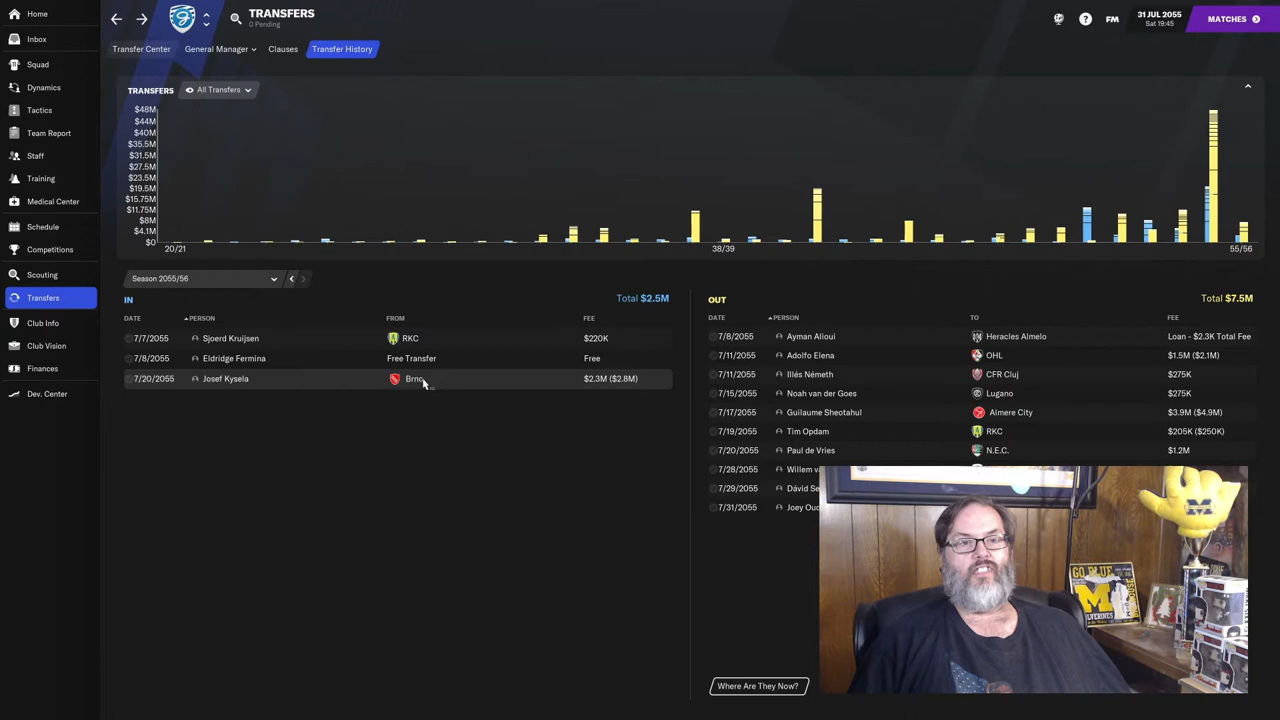 Home
Inbox
Squad
Dynamics
Tactics
Team Report
Staff
Training
Medical Center
Schedule
Competitions
Scouting
Transfers
Club Info
Club Vision
Finances
Dev. Center
TRANSFERS
0 Pending
FM
31 JUL 2055
Sat 19:45
MATCHES
Transfer Center General Manager Clauses Transfer History
TRANSFERS All Transfers
$48M
$44M
$40M
$35.5M
$31.5M
$27.5M
$23.5M
$19.5M
$15.75M
$11.75M
$8M
$4.1M
$0
20/21 38/39 55/56
Season 2055/56
IN Total $2.5M
DATE PERSON FROM FEE
7/7/2055 Sjoerd Kruijsen RKC $220K
7/8/2055 Eldridge Fermina Free Transfer Free
7/20/2055 Josef Kysela Brno $2.3M ($2.8M)
OUT Total $7.5M
DATE PERSON TO FEE
7/8/2055 Ayman Alioui Heracles Almelo Loan - $2.3K Total Fee
7/11/2055 Adolfo Elena OHL $1.5M ($2.1M)
7/11/2055 Illés Németh CFR Cluj $275K
7/15/2055 Noah van der Goes Lugano $275K
7/17/2055 Guilaume Sheotahul Almere City $3.9M ($4.9M)
7/19/2055 Tim Opdam RKC $205K ($250K)
7/20/2055 Paul de Vries N.E.C. $1.2M
7/28/2055 Willem
7/29/2055 Dávid
7/31/2055 Joey
Where Are They Now?
GO BLUE
M
WOLVERINES
M